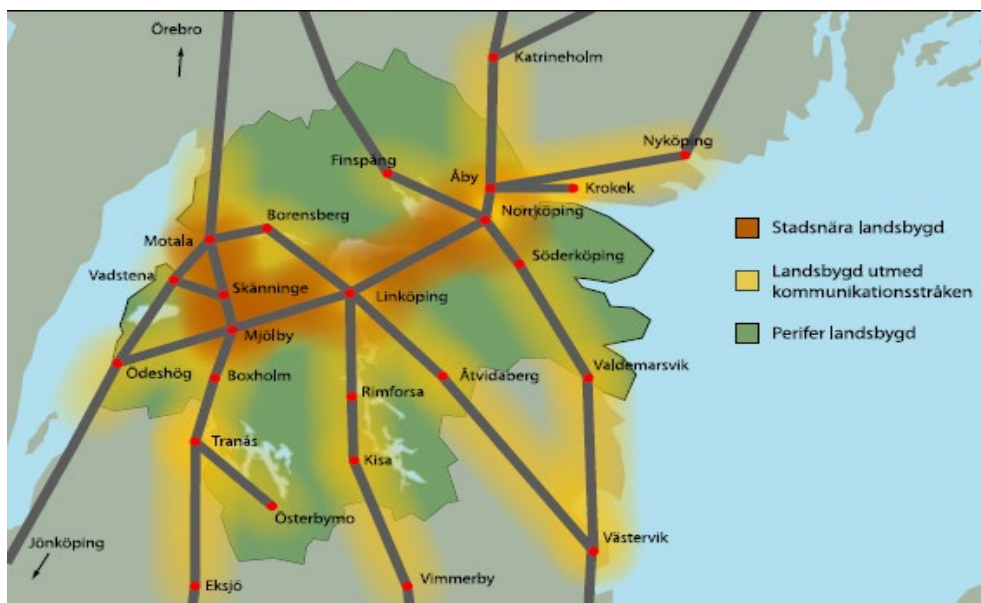 Örebro
Katrineholm
Nyköping
Finspång
Åby
Krokek
Borensberg
Norrköping
Motala
Stadsnära landsbygd
Söderköping
Vadstena
Landsbygd utmed
kommunikationsstråken
Skänninge
Linköping
Mjölby
Perifer landsbygd
Ödeshög
Boxholm
Åtvidaberg
Valdemarsvik
Rimforsa
Tranås
Kisa
Österbymo
Jönköping
Västervik
Eksjö
Vimmerby